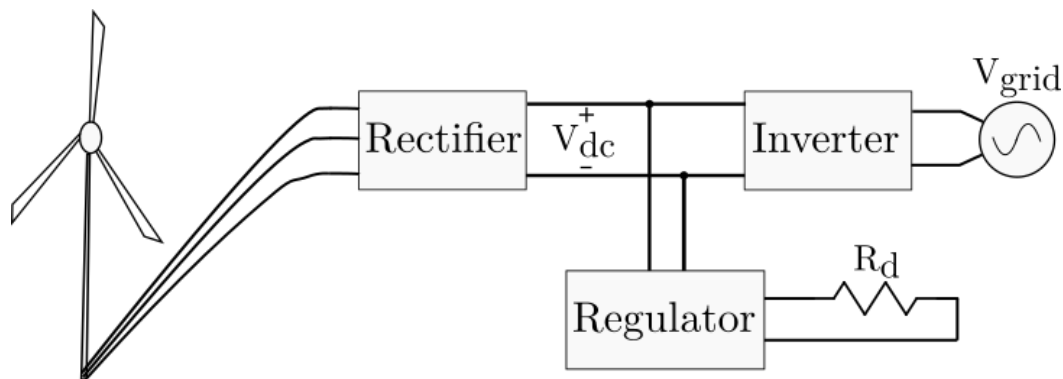 V_grid
Rectifier
+
V_dc
-
Inverter
R_d
Regulator